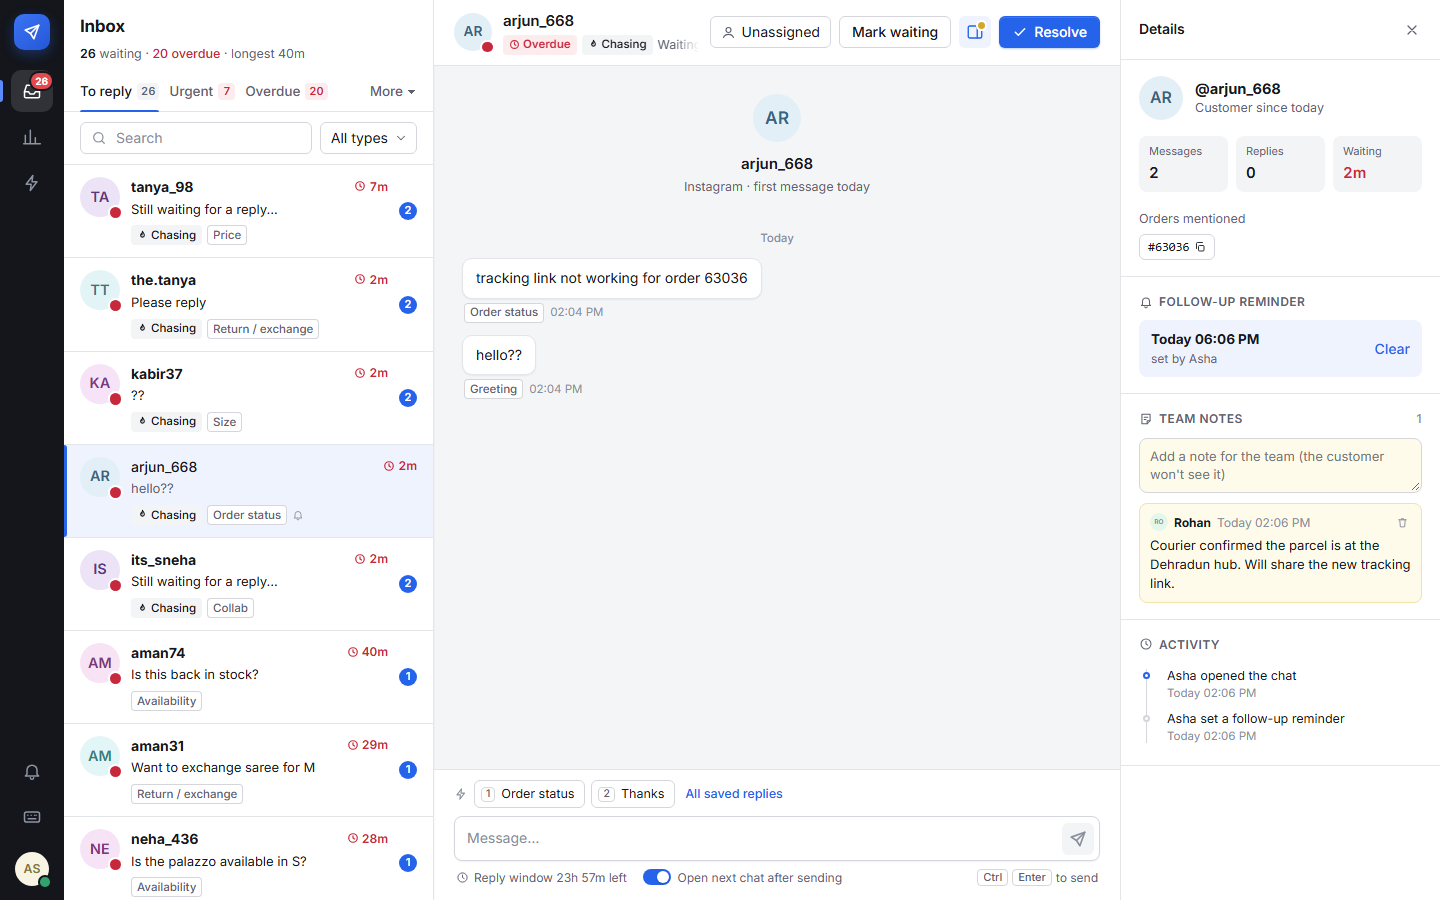 26
AS
Inbox
26 waiting · 20 overdue · longest 40m
To reply 26 Urgent 7 Overdue 20 More
Search All types
TA tanya_98 7m
Still waiting for a reply... 2
Chasing Price
TT the.tanya 2m
Please reply 2
Chasing Return / exchange
KA kabir37 2m
?? 2
Chasing Size
AR arjun_668 2m
hello??
Chasing Order status
IS its_sneha 2m
Still waiting for a reply... 2
Chasing Collab
AM aman74 40m
Is this back in stock? 1
Availability
AM aman31 29m
Want to exchange saree for M 1
Return / exchange
NE neha_436 28m
Is the palazzo available in S? 1
Availability
AR arjun_668
Overdue Chasing Waitin
Unassigned Mark waiting Resolve
AR
arjun_668
Instagram · first message today
Today
tracking link not working for order 63036
Order status 02:04 PM
hello??
Greeting 02:04 PM
1 Order status 2 Thanks All saved replies
Message...
Reply window 23h 57m left Open next chat after sending Ctrl Enter to send
Details
AR @arjun_668
Customer since today
Messages Replies Waiting
2 0 2m
Orders mentioned
#63036
FOLLOW-UP REMINDER
Today 06:06 PM
set by Asha Clear
TEAM NOTES 1
Add a note for the team (the customer
won't see it)
RO Rohan Today 02:06 PM
Courier confirmed the parcel is at the
Dehradun hub. Will share the new tracking
link.
ACTIVITY
Asha opened the chat
Today 02:06 PM
Asha set a follow-up reminder
Today 02:06 PM